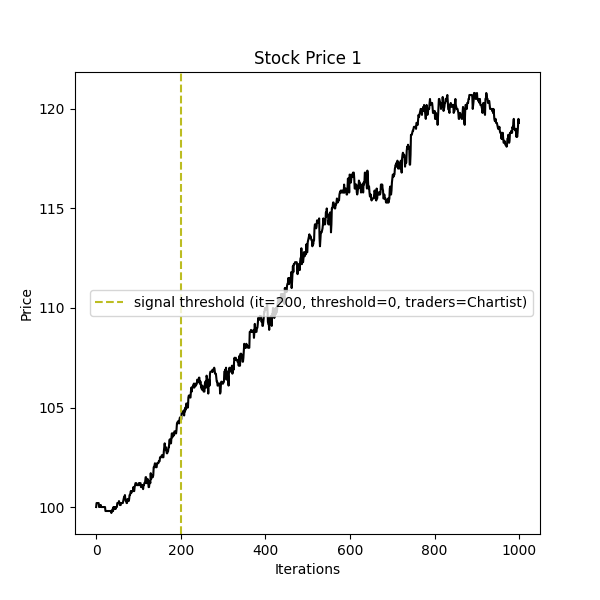 Stock Price 1
120
115
110
105
100
Price
signal threshold (it=200, threshold=0, traders=Chartist)
0 200 400 600 800 1000
Iterations